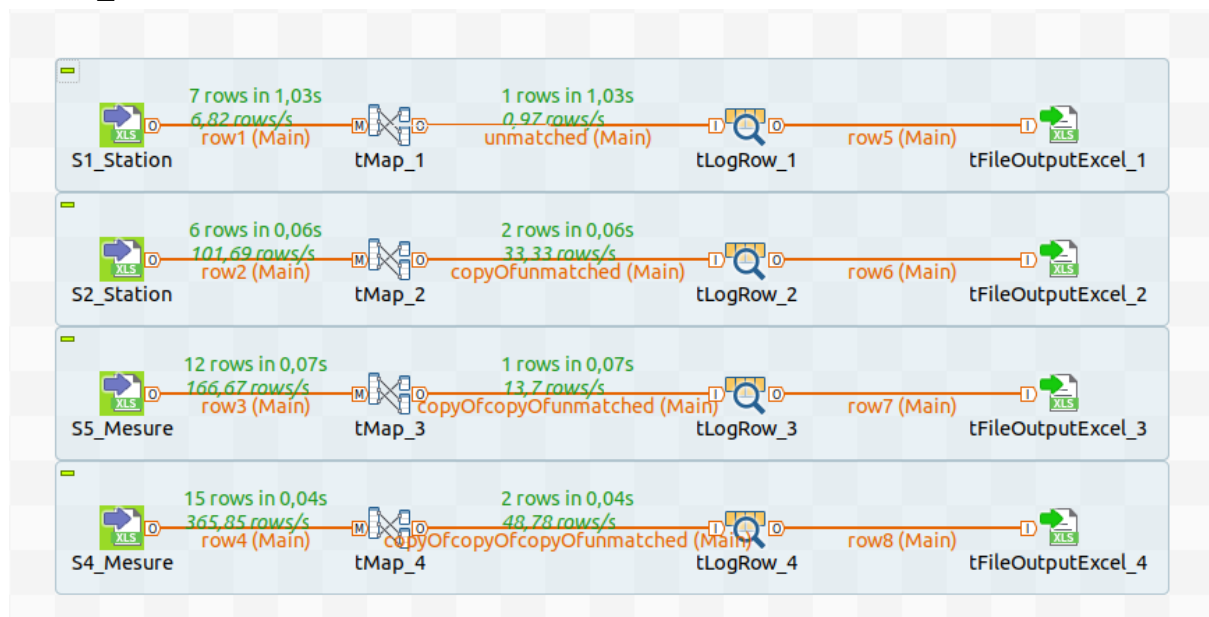 7 rows in 1,03s
1 rows in 1,03s
6,82 rows/s
0,97 rows/s
row1 (Main)
unmatched (Main)
row5 (Main)
XLS
M
O
I
S1_Station
tMap_1
tLogRow_1
tFileOutputExcel_1
6 rows in 0,06s
2 rows in 0,06s
101,69 rows/s
33,33 rows/s
row2 (Main)
copyOfunmatched (Main)
row6 (Main)
S2_Station
tMap_2
tLogRow_2
tFileOutputExcel_2
12 rows in 0,07s
1 rows in 0,07s
166,67 rows/s
13,7 rows/s
row3 (Main)
copyOfcopyOfunmatched (Main)
row7 (Main)
S5_Mesure
tMap_3
tLogRow_3
tFileOutputExcel_3
15 rows in 0,04s
2 rows in 0,04s
365,85 rows/s
48,78 rows/s
row4 (Main)
copyOfcopyOfcopyOfunmatched (Main)
row8 (Main)
S4_Mesure
tMap_4
tLogRow_4
tFileOutputExcel_4